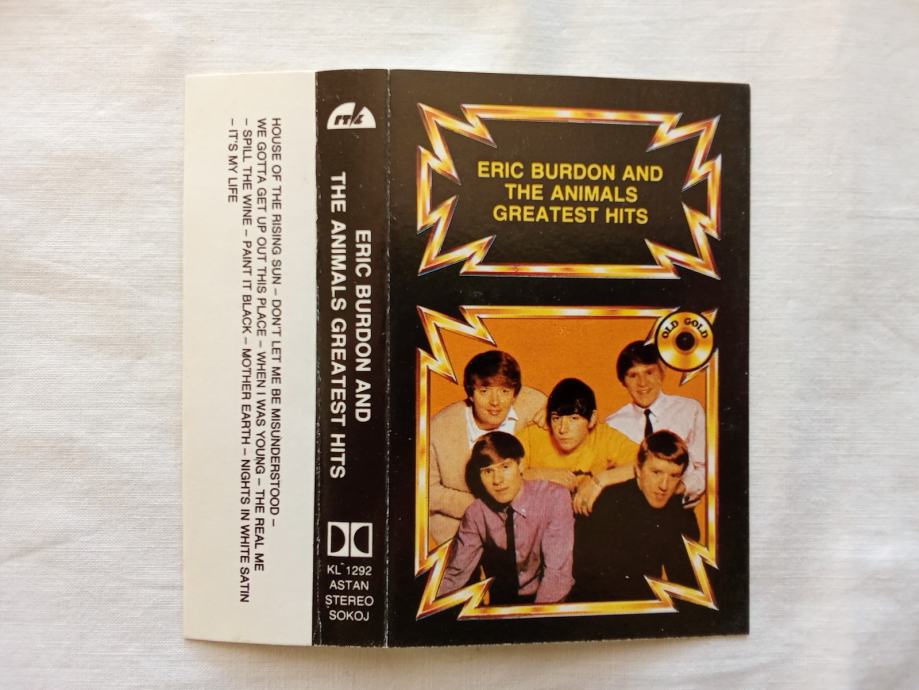 HOUSE OF THE RISING SUN – DON'T LET ME BE MISUNDERSTOOD –
WE GOTTA GET UP OUT THIS PLACE – WHEN I WAS YOUNG – THE REAL ME
– SPILL THE WINE – PAINT IT BLACK – MOTHER EARTH – NIGHTS IN WHITE SATIN
– IT'S MY LIFE
ERIC BURDON AND
THE ANIMALS GREATEST HITS
KL 1292
ASTAN
STEREO
SOKOJ
ERIC BURDON AND
THE ANIMALS
GREATEST HITS
OLD GOLD